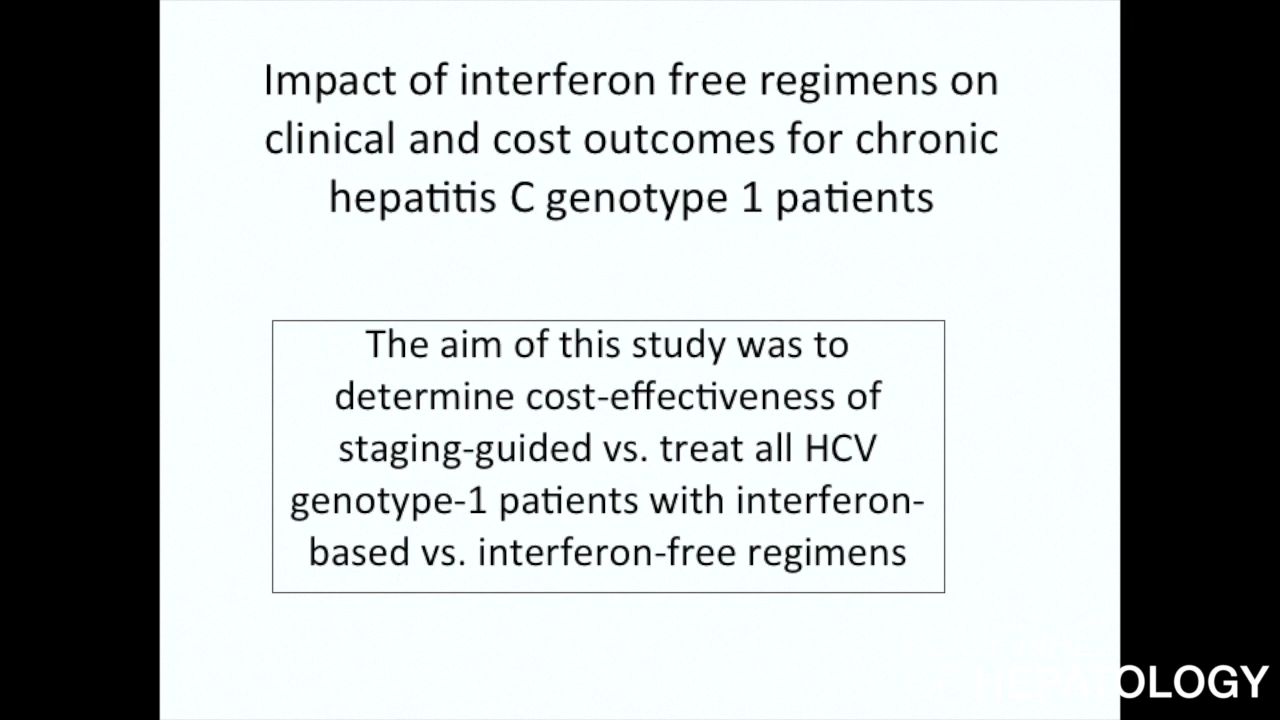 Impact of interferon free regimens on
clinical and cost outcomes for chronic
hepatitis C genotype 1 patients
The aim of this study was to
determine cost-effectiveness of
staging-guided vs. treat all HCV
genotype-1 patients with interferon-
based vs. interferon-free regimens
HEPATOLOGY